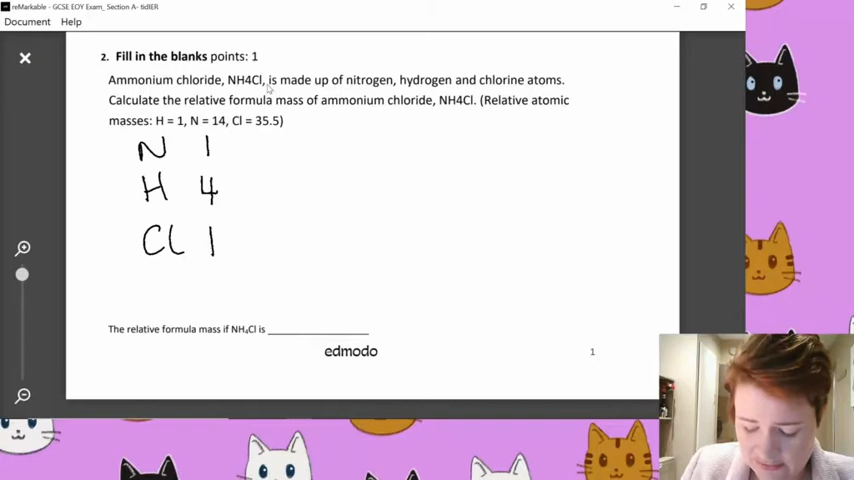 reMarkable - GCSE EOY Exam_ Section A- tidIER
Document Help
2. Fill in the blanks points: 1
Ammonium chloride, NH4Cl, is made up of nitrogen, hydrogen and chlorine atoms.
Calculate the relative formula mass of ammonium chloride, NH4Cl. (Relative atomic
masses: H = 1, N = 14, Cl = 35.5)
N 1
H 4
Cl 1
The relative formula mass if NH₄Cl is ____________________
edmodo
1